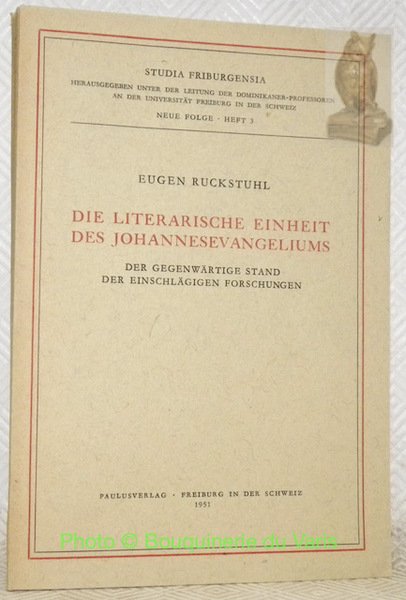 STUDIA FRIBURGENSIA
HERAUSGEGEBEN UNTER DER LEITUNG DER DOMINIKANER-PROFESSOREN
AN DER UNIVERSITÄT FREIBURG IN DER SCHWEIZ
NEUE FOLGE · HEFT 3
EUGEN RUCKSTUHL
DIE LITERARISCHE EINHEIT
DES JOHANNESEVANGELIUMS
DER GEGENWÄRTIGE STAND
DER EINSCHLÄGIGEN FORSCHUNGEN
PAULUSVERLAG · FREIBURG IN DER SCHWEIZ
1951
Photo © Bouquinerie du Varis